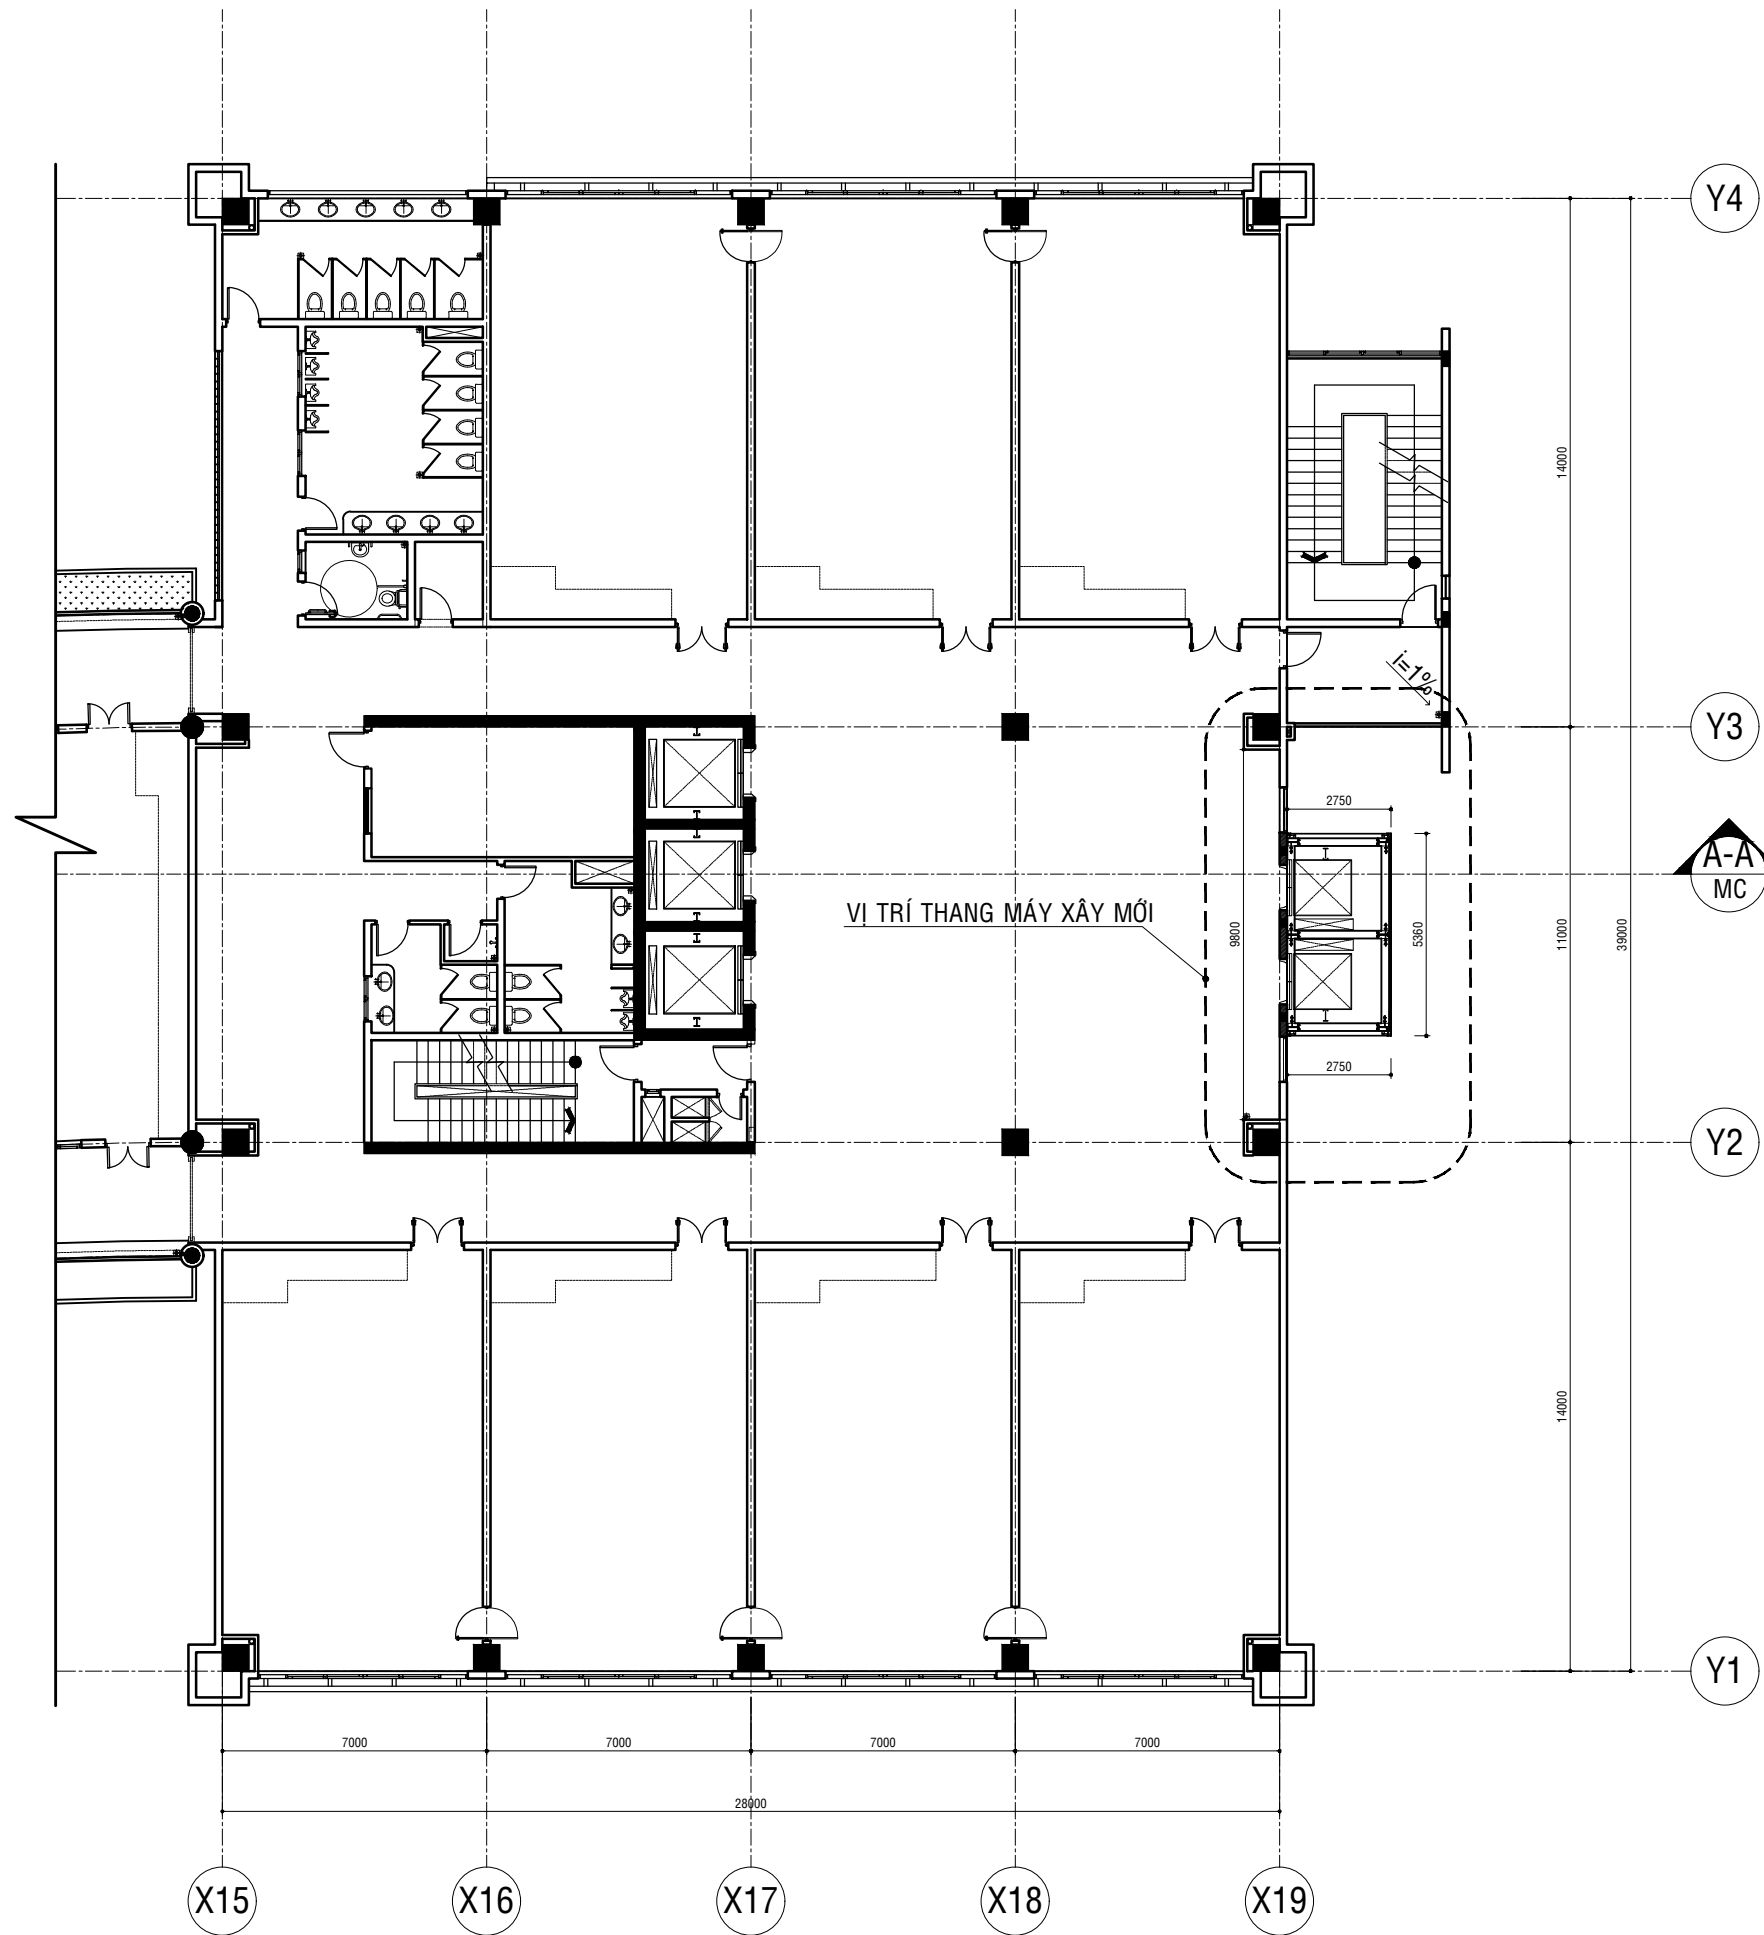 Y4
14000
i=1%
Y3
2750
A-A
MC
VỊ TRÍ THANG MÁY XÂY MỚI
9800
5360
11000
39000
2750
Y2
14000
Y1
7000
7000
7000
7000
28000
X15
X16
X17
X18
X19